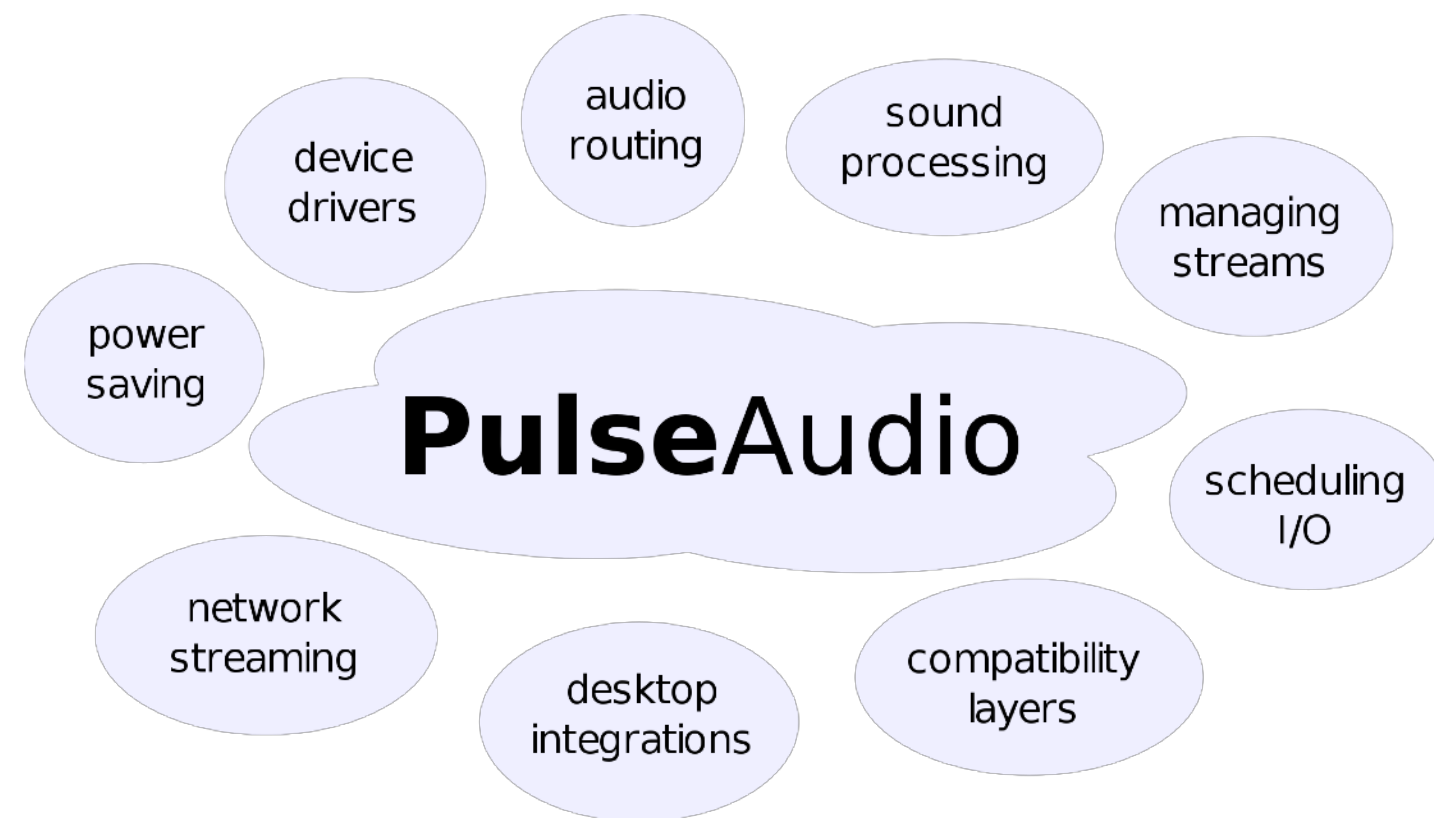 audio
routing
sound
processing
device
drivers
managing
streams
power
saving
PulseAudio
scheduling
I/O
network
streaming
compatibility
layers
desktop
integrations